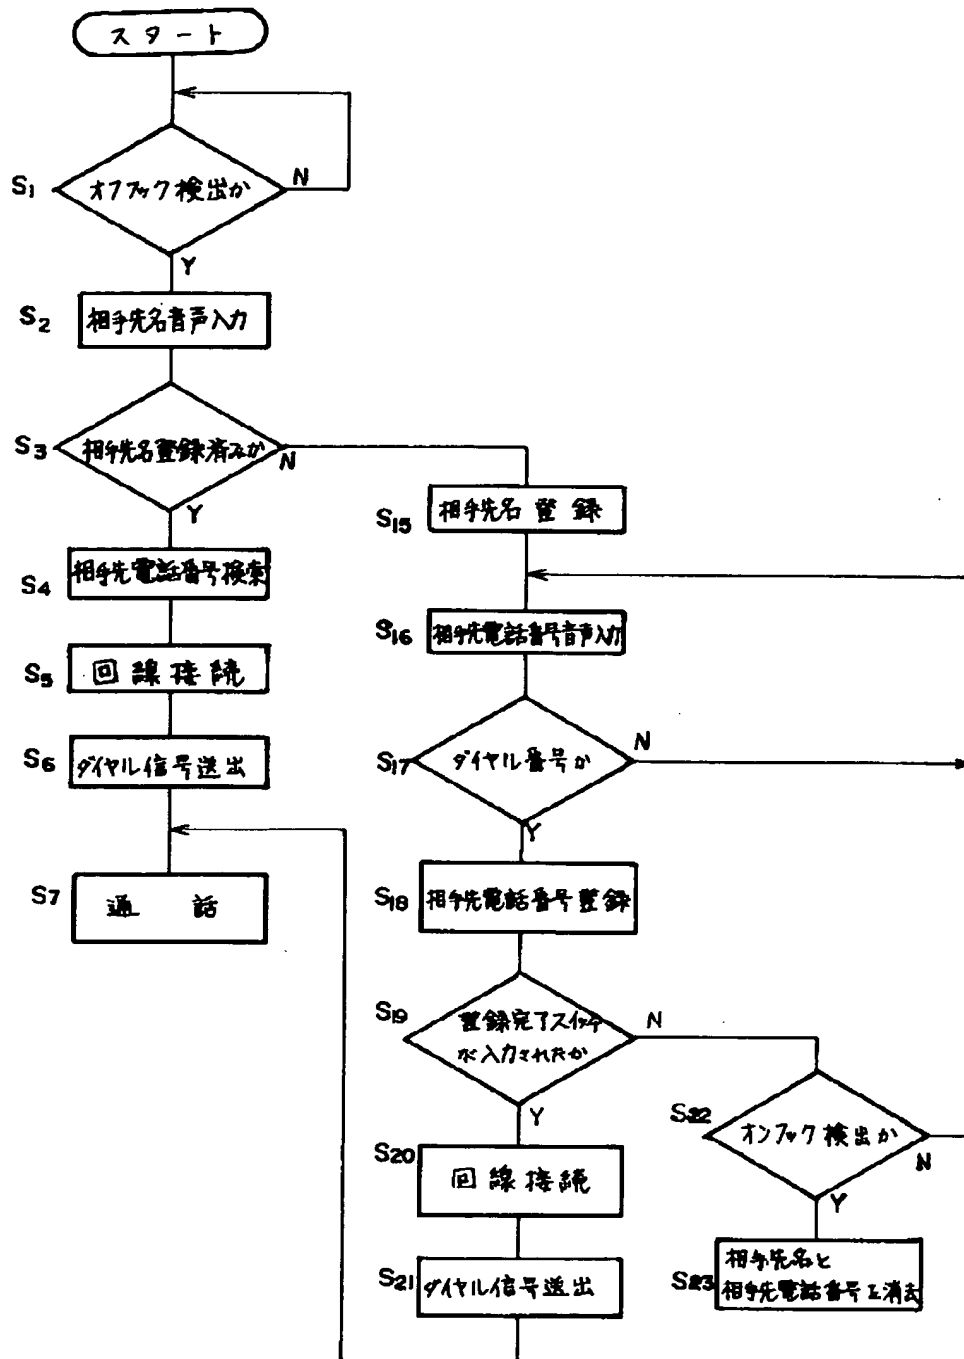 スタート
S1
オフフック検出か
N
Y
S2
相手先名音声入力
S3
相手先名登録済みか
N
Y
S4
相手先電話番号検索
S5
回線接続
S6
ダイヤル信号送出
S7
通話
S15
相手先名登録
S16
相手先電話番号音声入力
S17
ダイヤル番号か
N
Y
S18
相手先電話番号登録
S19
登録完了スイッチ
が入力されたか
N
Y
S20
回線接続
S21
ダイヤル信号送出
S22
オンフック検出か
N
Y
S23
相手先名と
相手先電話番号を消去